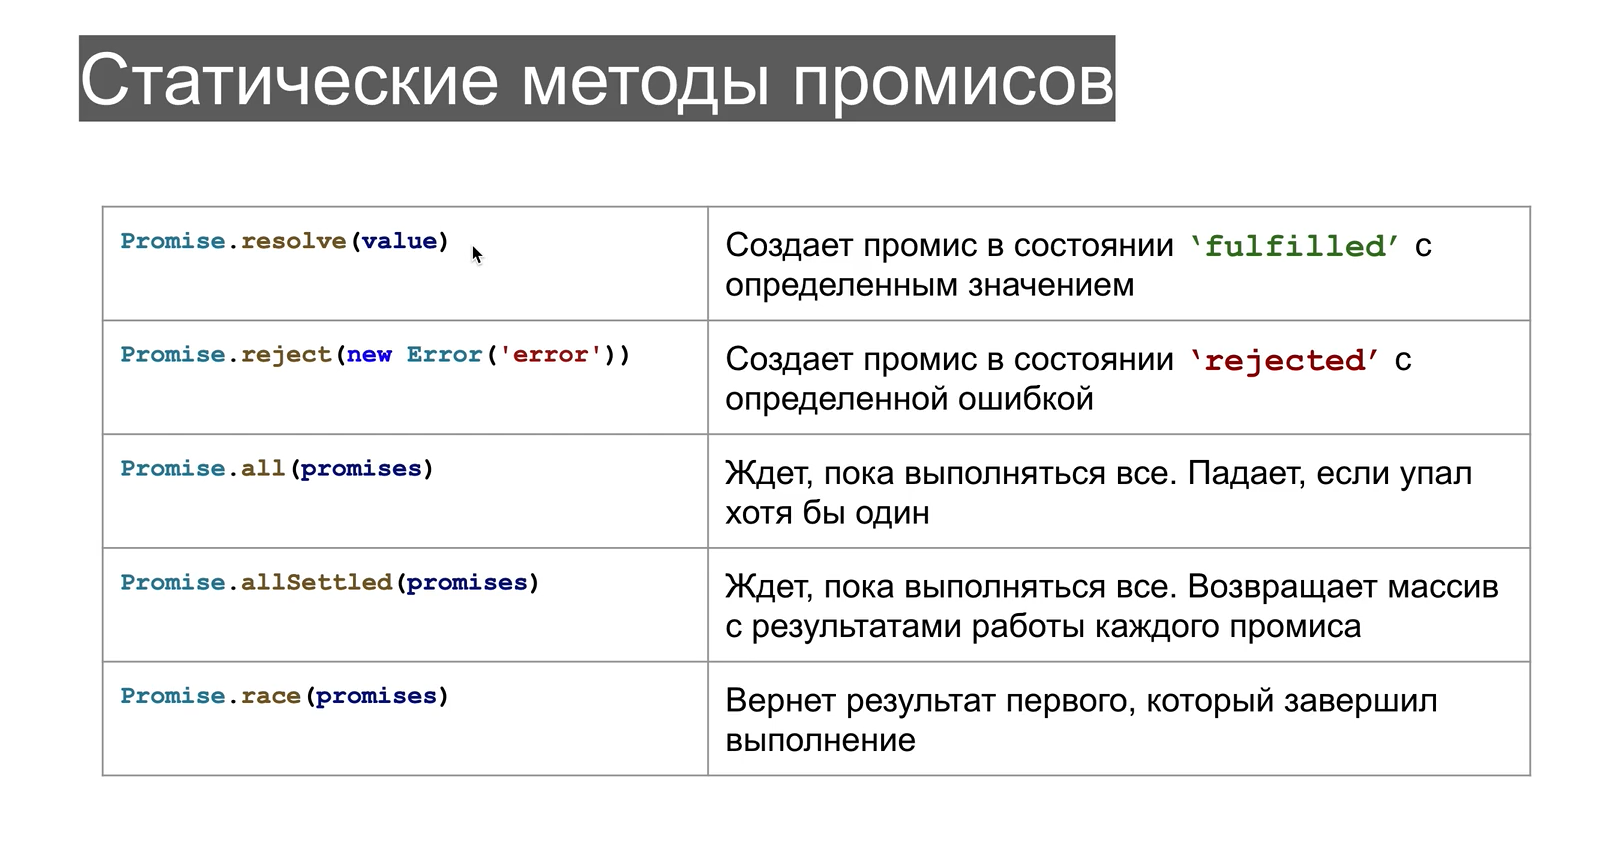 Статические методы промисов
Promise.resolve(value)
Создает промис в состоянии ‘fulfilled’ с
определенным значением
Promise.reject(new Error('error'))
Создает промис в состоянии ‘rejected’ с
определенной ошибкой
Promise.all(promises)
Ждет, пока выполняться все. Падает, если упал
хотя бы один
Promise.allSettled(promises)
Ждет, пока выполняться все. Возвращает массив
с результатами работы каждого промиса
Promise.race(promises)
Вернет результат первого, который завершил
выполнение